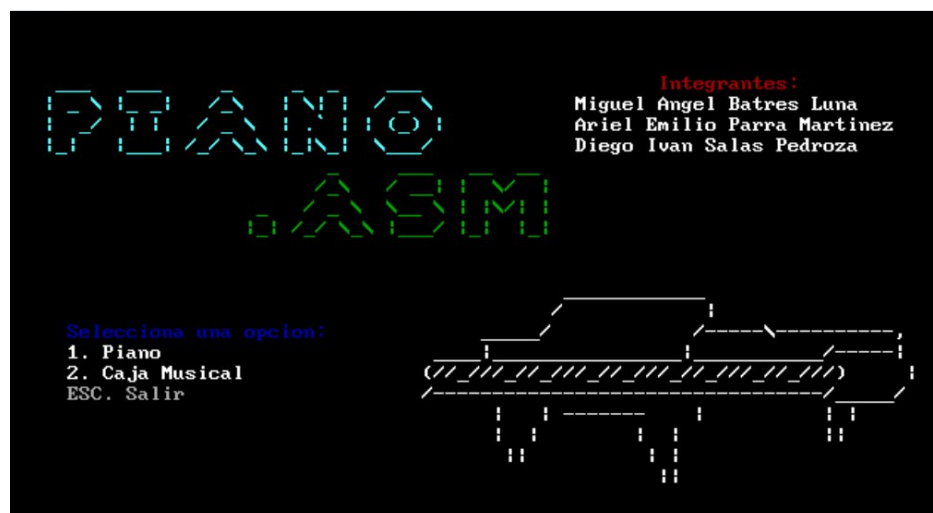 PIANO
.ASM
Integrantes:
Miguel Angel Batres Luna
Ariel Emilio Parra Martinez
Diego Ivan Salas Pedroza
Selecciona una opcion:
1. Piano
2. Caja Musical
ESC. Salir